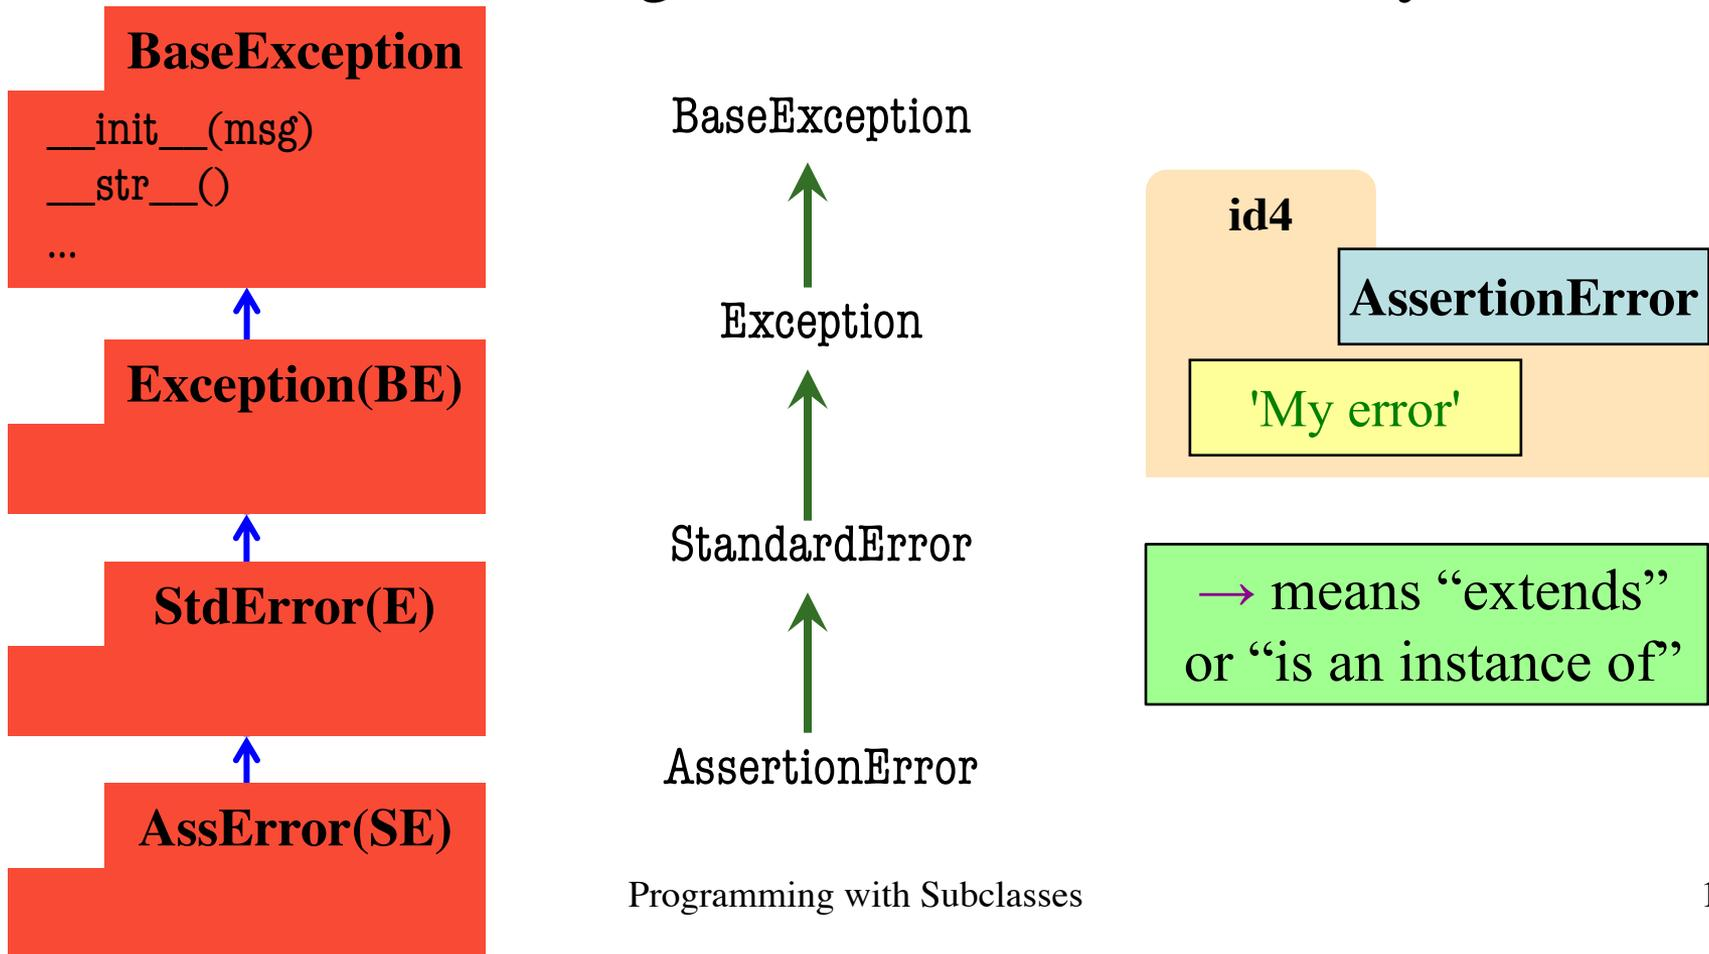 BaseException
__init__(msg)
__str__()
...
Exception(BE)
StdError(E)
AssError(SE)
BaseException
Exception
StandardError
AssertionError
id4
AssertionError
'My error'
→ means “extends”
or “is an instance of”
Programming with Subclasses